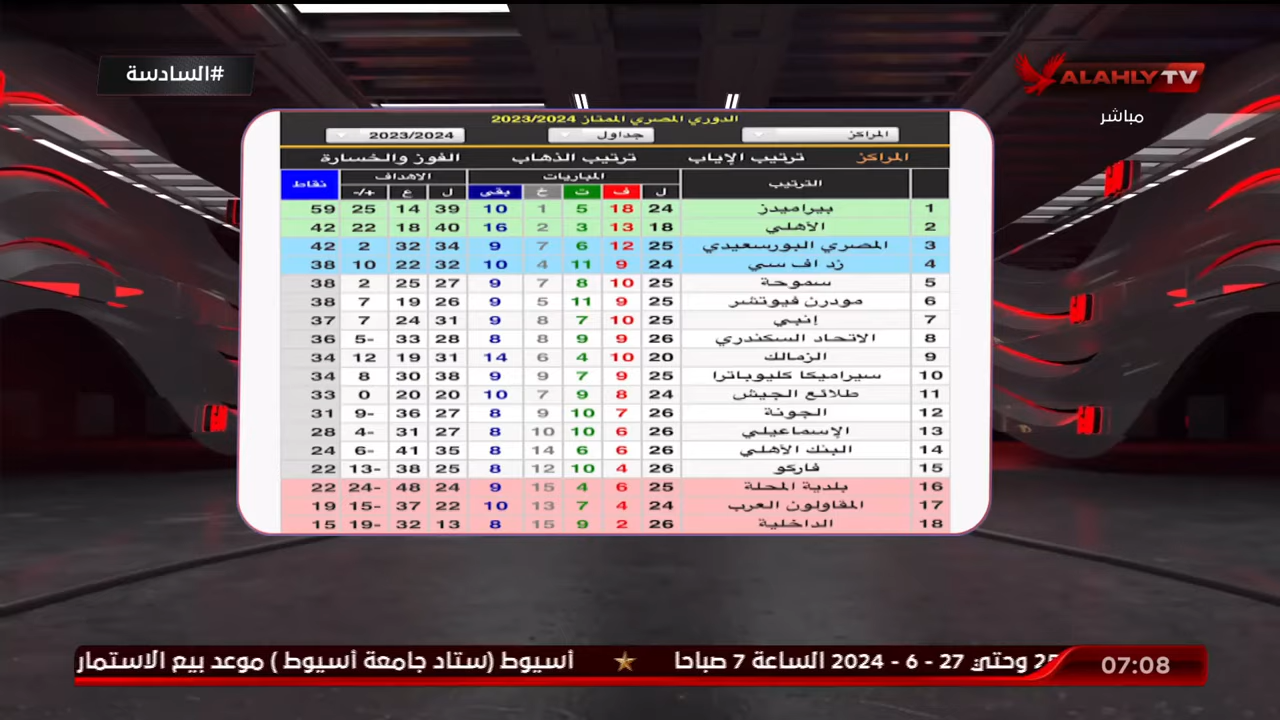 #السادسة
ALAHLY TV
مباشر
الدوري المصري الممتاز 2023/2024
المراكز جداول 2023/2024
المراكز ترتيب الإياب ترتيب الذهاب الفوز والخسارة
الترتيب المباريات الاهداف نقاط
ل ف ت خ بقى ل ع +/-
1 بيراميدز 24 18 5 1 10 39 14 25 59
2 الأهلي 18 13 3 2 16 40 18 22 42
3 المصري البورسعيدي 25 12 6 7 9 34 32 2 42
4 زد اف سي 24 9 11 4 10 32 22 10 38
5 سموحة 25 10 8 7 9 27 25 2 38
6 مودرن فيوتشر 25 9 11 5 9 26 19 7 38
7 إنبي 25 10 7 8 9 31 24 7 37
8 الاتحاد السكندري 26 9 9 8 8 28 33 5- 36
9 الزمالك 20 10 4 6 14 31 19 12 34
10 سيراميكا كليوباترا 25 9 7 9 9 38 30 8 34
11 طلائع الجيش 24 8 9 7 10 20 20 0 33
12 الجونة 26 7 10 9 8 27 36 9- 31
13 الإسماعيلي 26 6 10 10 8 27 31 4- 28
14 البنك الأهلي 26 6 6 14 8 35 41 6- 24
15 فاركو 26 4 10 12 8 25 38 13- 22
16 بلدية المحلة 25 6 4 15 9 24 48 24- 22
17 المقاولون العرب 24 4 7 13 10 22 37 15- 19
18 الداخلية 26 2 9 15 8 13 32 19- 15
25 وحتى 27 - 6 - 2024 الساعة 7 صباحا ★ أسيوط (ستاد جامعة أسيوط ) موعد بيع الاستمار
07:08